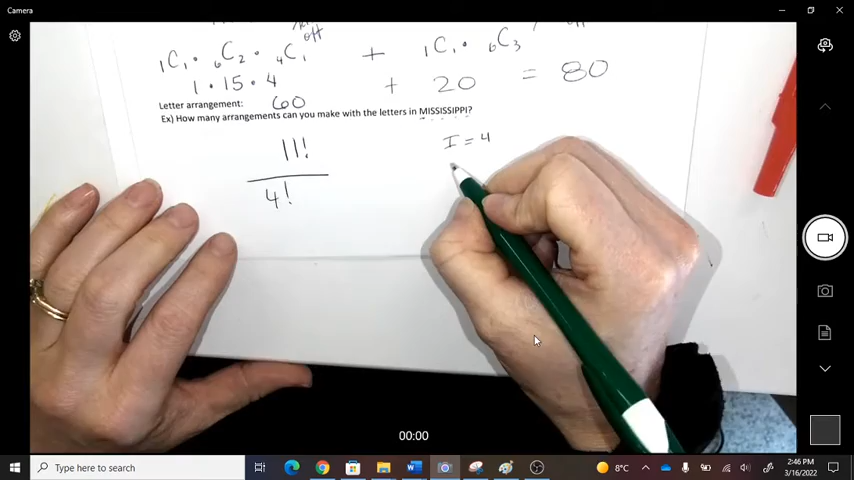 Camera
off
₁C₁ · ₆C₂ · ₄C₁ + ₁C₁ · ₆C₃
1 · 15 · 4 + 20 = 80
Letter arrangement: 60
Ex) How many arrangements can you make with the letters in MISSISSIPPI?
11!
4!
I = 4
00:00
Type here to search
8°C
2:46 PM
3/16/2022